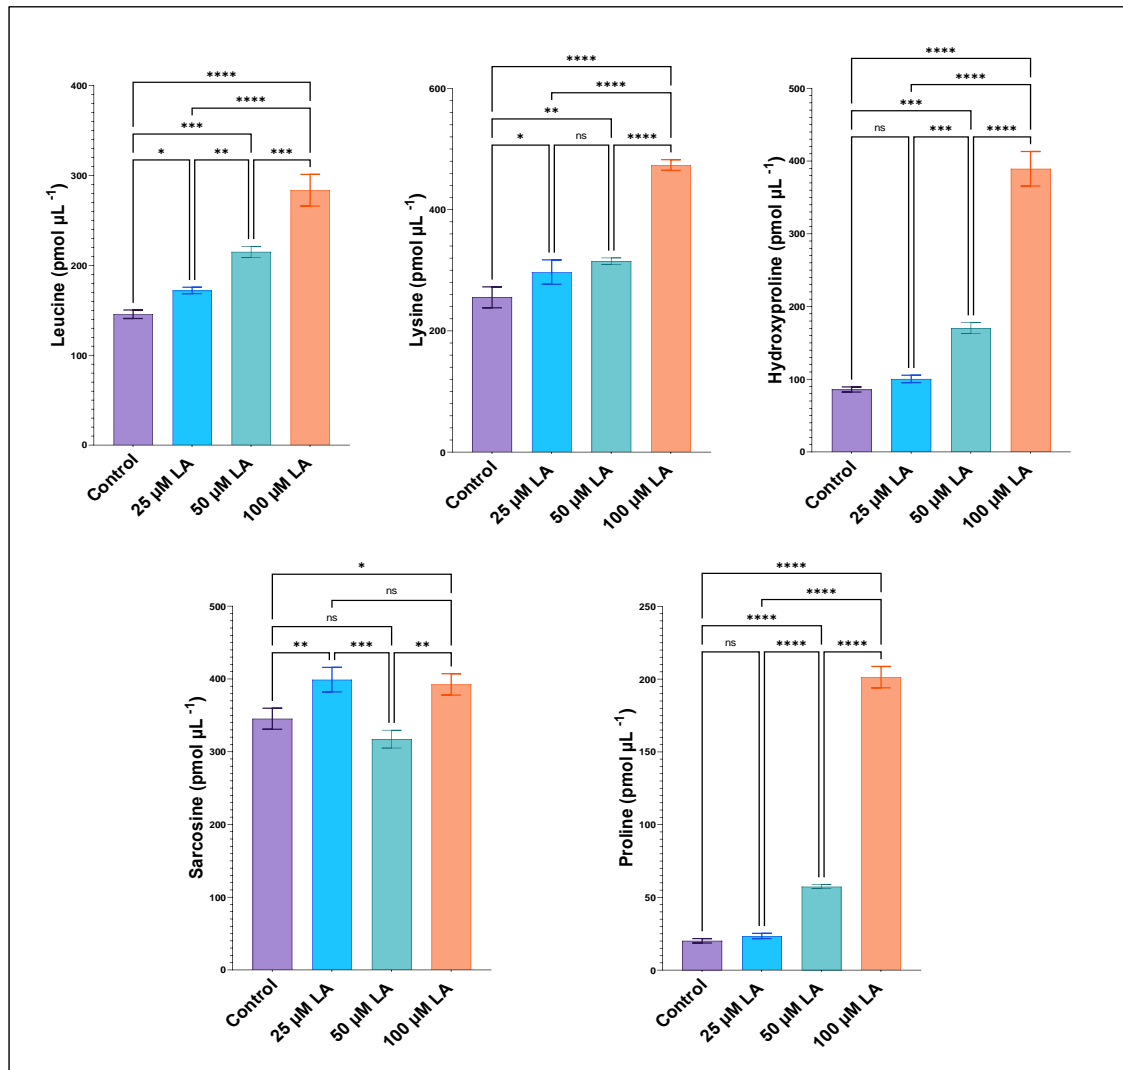 ****
****
***
* ** ***
400
300
200
100
0
Leucine (pmol µL -1)
Control
25 µM LA
50 µM LA
100 µM LA
****
****
**
* ns ****
600
400
200
0
Lysine (pmol µL -1)
Control
25 µM LA
50 µM LA
100 µM LA
****
****
***
ns *** ****
500
400
300
200
100
0
Hydroxyproline (pmol µL -1)
Control
25 µM LA
50 µM LA
100 µM LA
*
ns
ns
** *** **
500
400
300
200
100
0
Sarcosine (pmol µL -1)
Control
25 µM LA
50 µM LA
100 µM LA
****
****
****
ns **** ****
250
200
150
100
50
0
Proline (pmol µL -1)
Control
25 µM LA
50 µM LA
100 µM LA